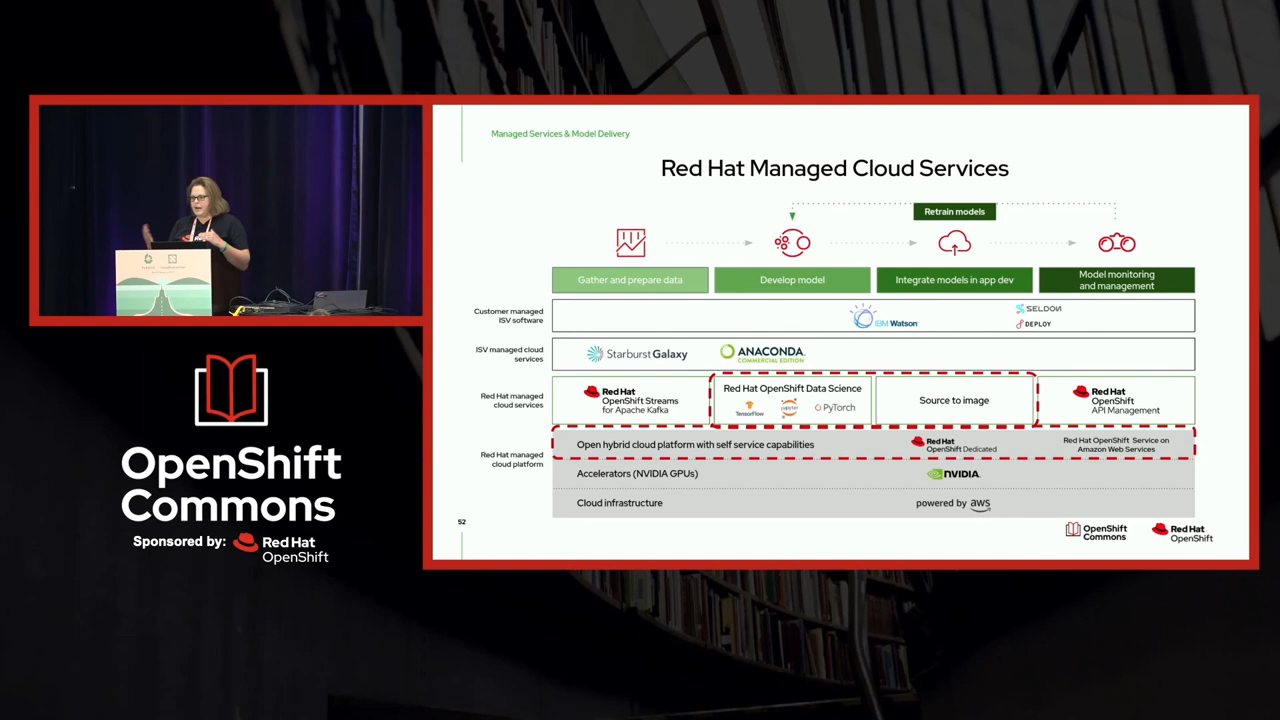 Managed Services & Model Delivery
Red Hat Managed Cloud Services
Retrain models
Gather and prepare data
Develop model
Integrate models in app dev
Model monitoring
and management
Customer managed
ISV software
IBM Watson
SELDON
DEPLOY
ISV managed cloud
services
Starburst Galaxy
ANACONDA
COMMERCIAL EDITION
Red Hat managed
cloud services
Red Hat
OpenShift Streams
for Apache Kafka
Red Hat OpenShift Data Science
TensorFlow
jupyter
PyTorch
Source to image
Red Hat
OpenShift
API Management
Red Hat managed
cloud platform
Open hybrid cloud platform with self service capabilities
Red Hat
OpenShift Dedicated
Red Hat OpenShift Service on
Amazon Web Services
Accelerators (NVIDIA GPUs)
NVIDIA.
Cloud infrastructure
powered by aws
52
OpenShift
Commons
Red Hat
OpenShift
OpenShift
Commons
Sponsored by:
Red Hat
OpenShift